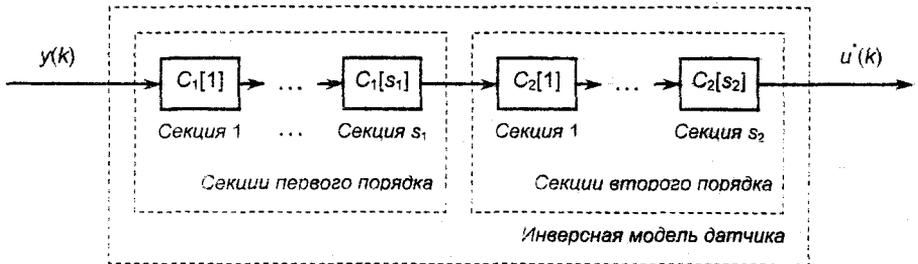 y(k)
u*(k)
C₁[1] ... C₁[s₁] C₂[1] ... C₂[s₂]
Секция 1 ... Секция s₁ Секция 1 Секция s₂
Секции первого порядка Секции второго порядка
Инверсная модель датчика